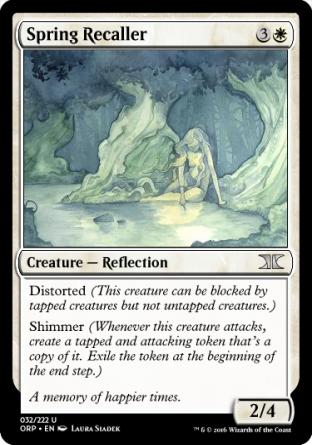 Spring Recaller 3
Creature — Reflection
Distorted (This creature can be blocked by
tapped creatures but not untapped creatures.)
Shimmer (Whenever this creature attacks,
create a tapped and attacking token that's a
copy of it. Exile the token at the beginning of
the end step.)
A memory of happier times.
032/222 U
ORP • EN Laura Siadek
™ & © 2016 Wizards of the Coast
2/4